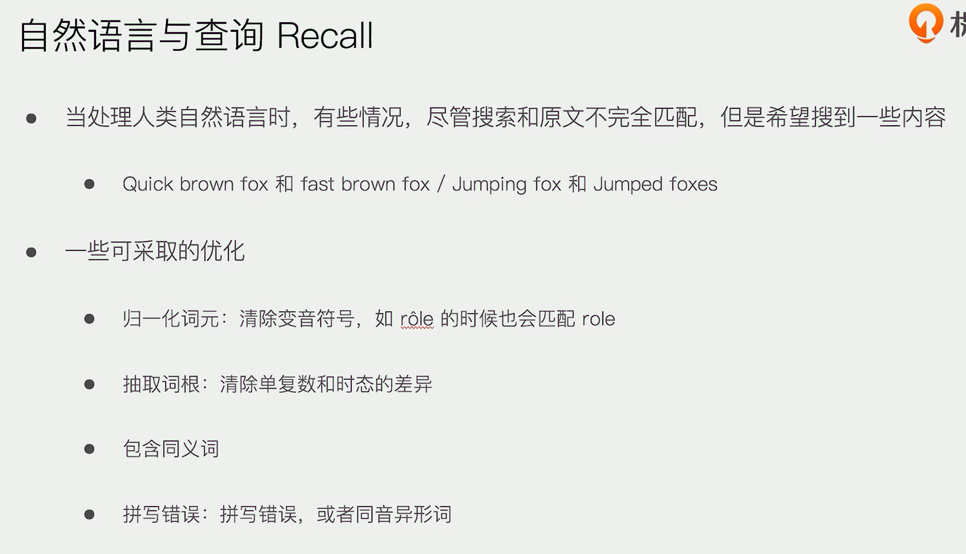 自然语言与查询 Recall
当处理人类自然语言时，有些情况，尽管搜索和原文不完全匹配，但是希望搜到一些内容
Quick brown fox 和 fast brown fox / Jumping fox 和 Jumped foxes
一些可采取的优化
归一化词元：清除变音符号，如 rôle 的时候也会匹配 role
抽取词根：清除单复数和时态的差异
包含同义词
拼写错误：拼写错误，或者同音异形词